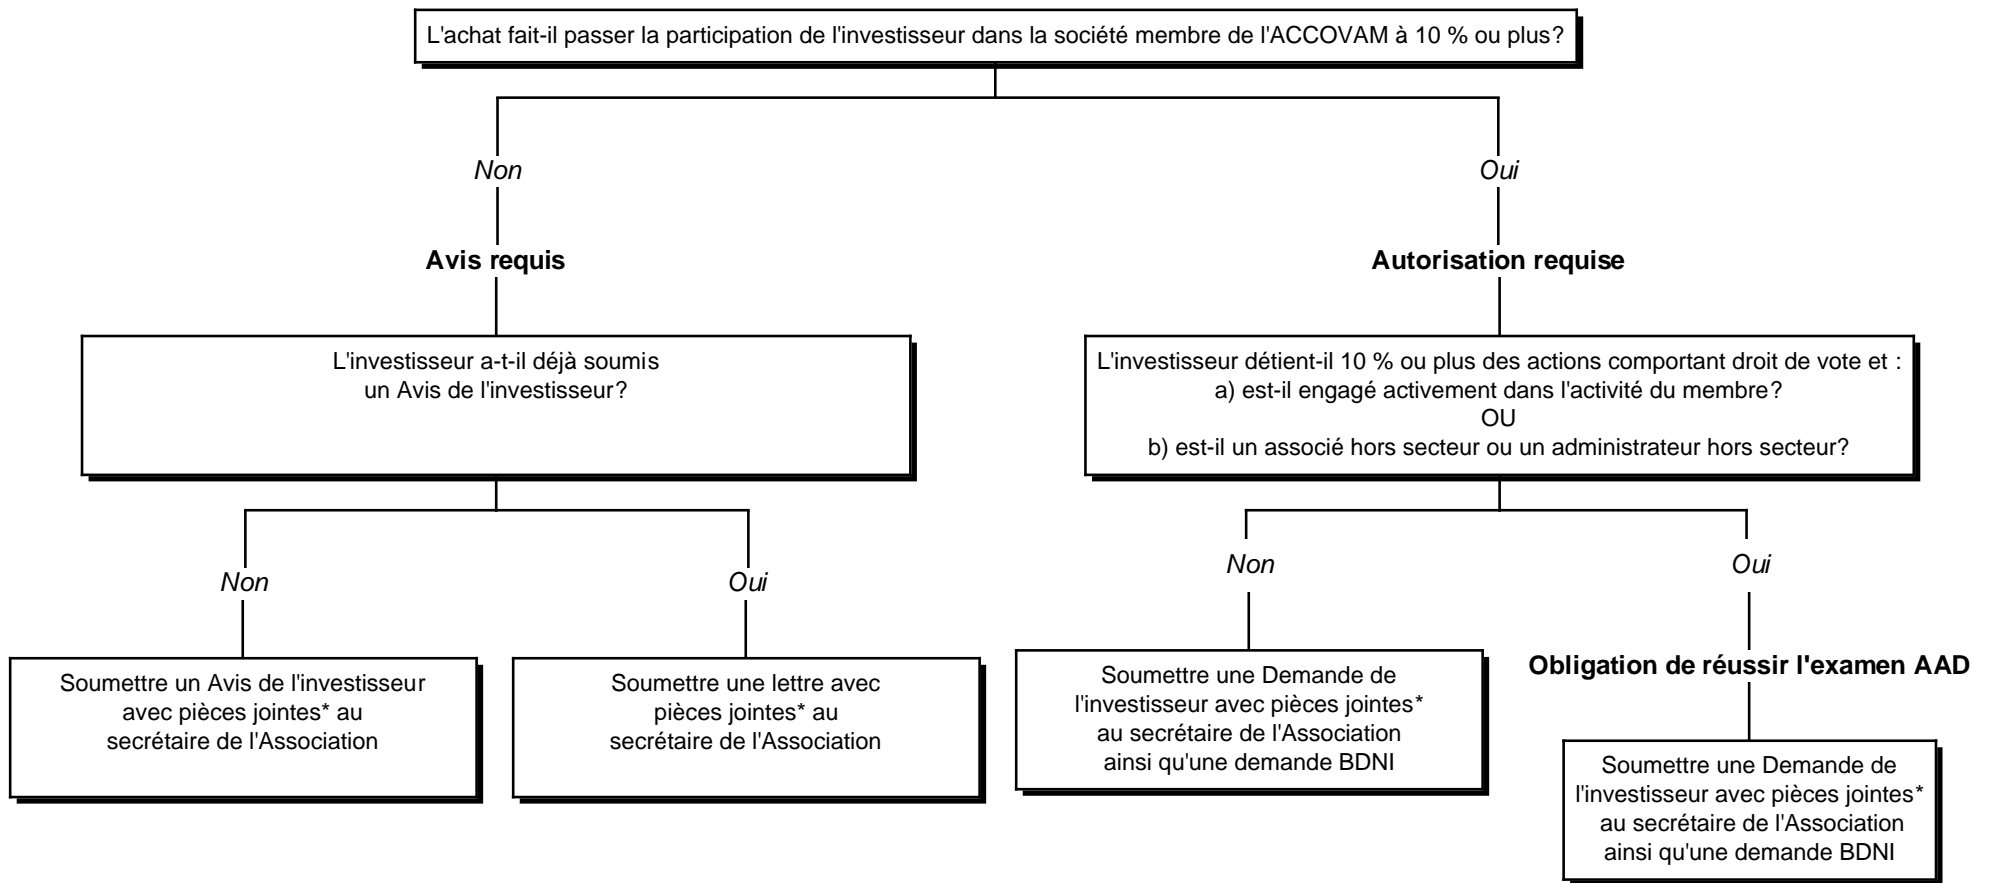 L'achat fait-il passer la participation de l'investisseur dans la société membre de l'ACCOVAM à 10 % ou plus?
Non
Oui
Avis requis
Autorisation requise
L'investisseur a-t-il déjà soumis
un Avis de l'investisseur?
L'investisseur détient-il 10 % ou plus des actions comportant droit de vote et :
a) est-il engagé activement dans l'activité du membre?
OU
b) est-il un associé hors secteur ou un administrateur hors secteur?
Non
Oui
Non
Oui
Soumettre un Avis de l'investisseur
avec pièces jointes* au
secrétaire de l'Association
Soumettre une lettre avec
pièces jointes* au
secrétaire de l'Association
Soumettre une Demande de
l'investisseur avec pièces jointes*
au secrétaire de l'Association
ainsi qu'une demande BDNI
Obligation de réussir l'examen AAD
Soumettre une Demande de
l'investisseur avec pièces jointes*
au secrétaire de l'Association
ainsi qu'une demande BDNI